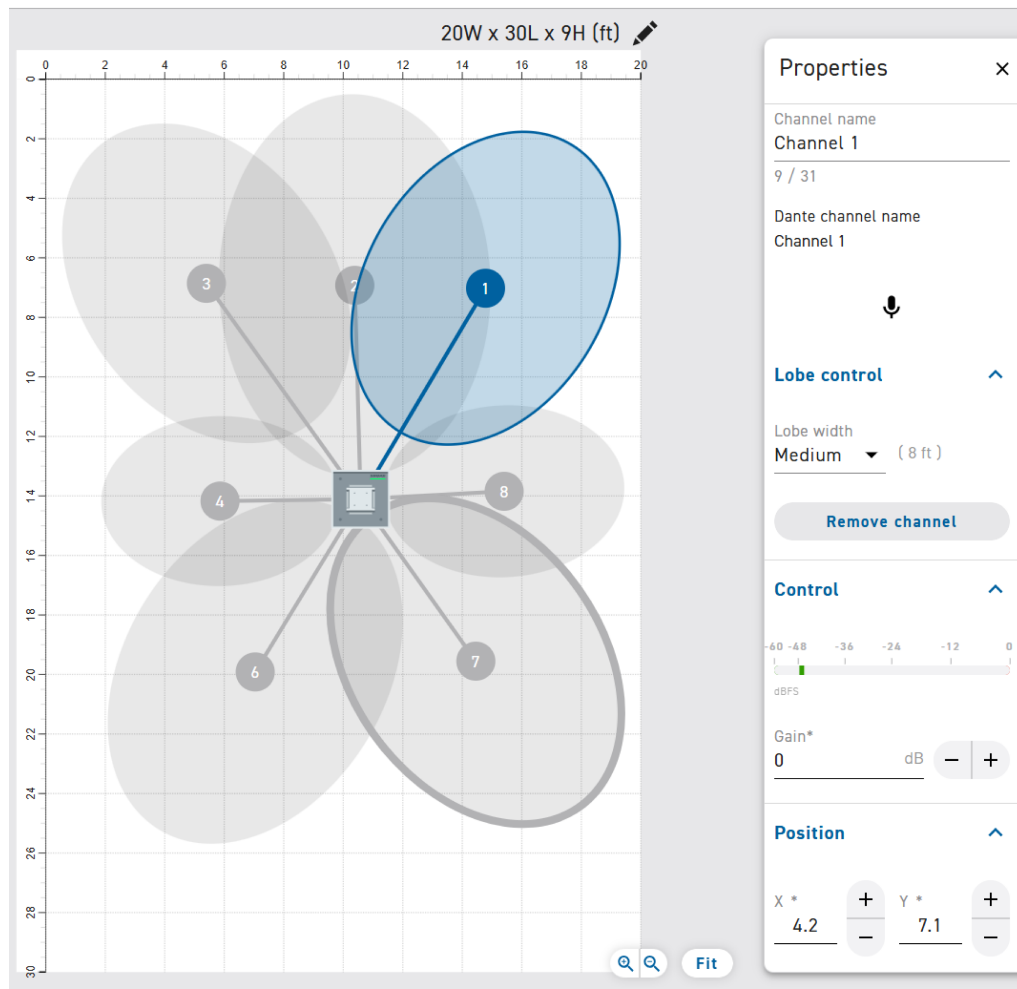 20W x 30L x 9H (ft)
0 2 4 6 8 10 12 14 16 18 20
0
2
4
6
8
10
12
14
16
18
20
22
24
26
28
30
3
2
1
4
8
6
7
Fit
Properties
Channel name
Channel 1
9 / 31
Dante channel name
Channel 1
Lobe control
Lobe width
Medium (8 ft)
Remove channel
Control
-60 -48 -36 -24 -12 0
dBFS
Gain*
0 dB − +
Position
X * + Y * +
4.2 − 7.1 −